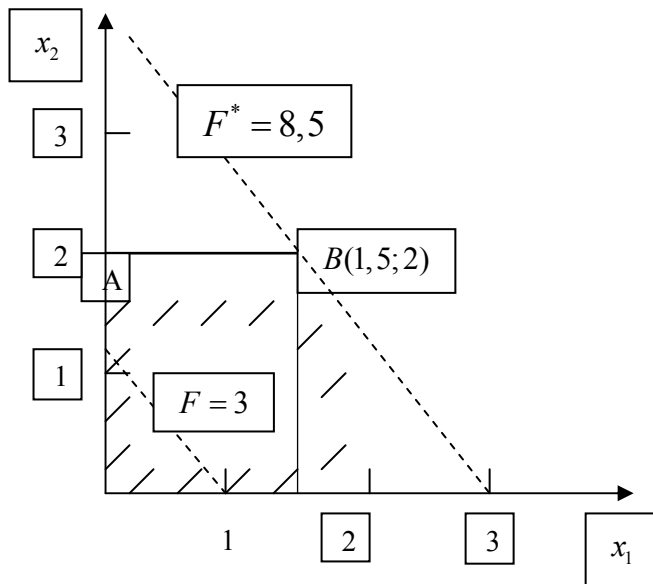 x₂
3
F* = 8,5
2
A
B(1,5;2)
1
F = 3
1
2
3
x₁